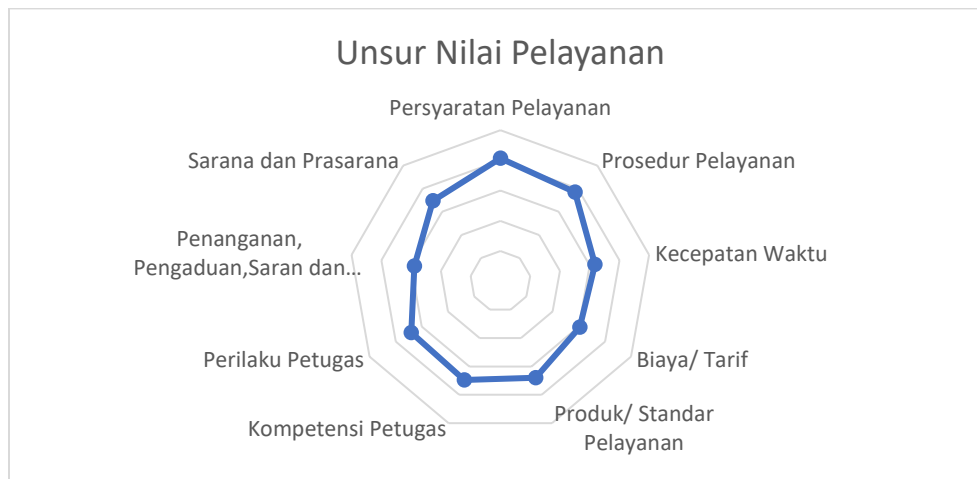 Unsur Nilai Pelayanan
Persyaratan Pelayanan
Prosedur Pelayanan
Kecepatan Waktu
Biaya/ Tarif
Produk/ Standar
Pelayanan
Kompetensi Petugas
Perilaku Petugas
Penanganan,
Pengaduan,Saran dan...
Sarana dan Prasarana